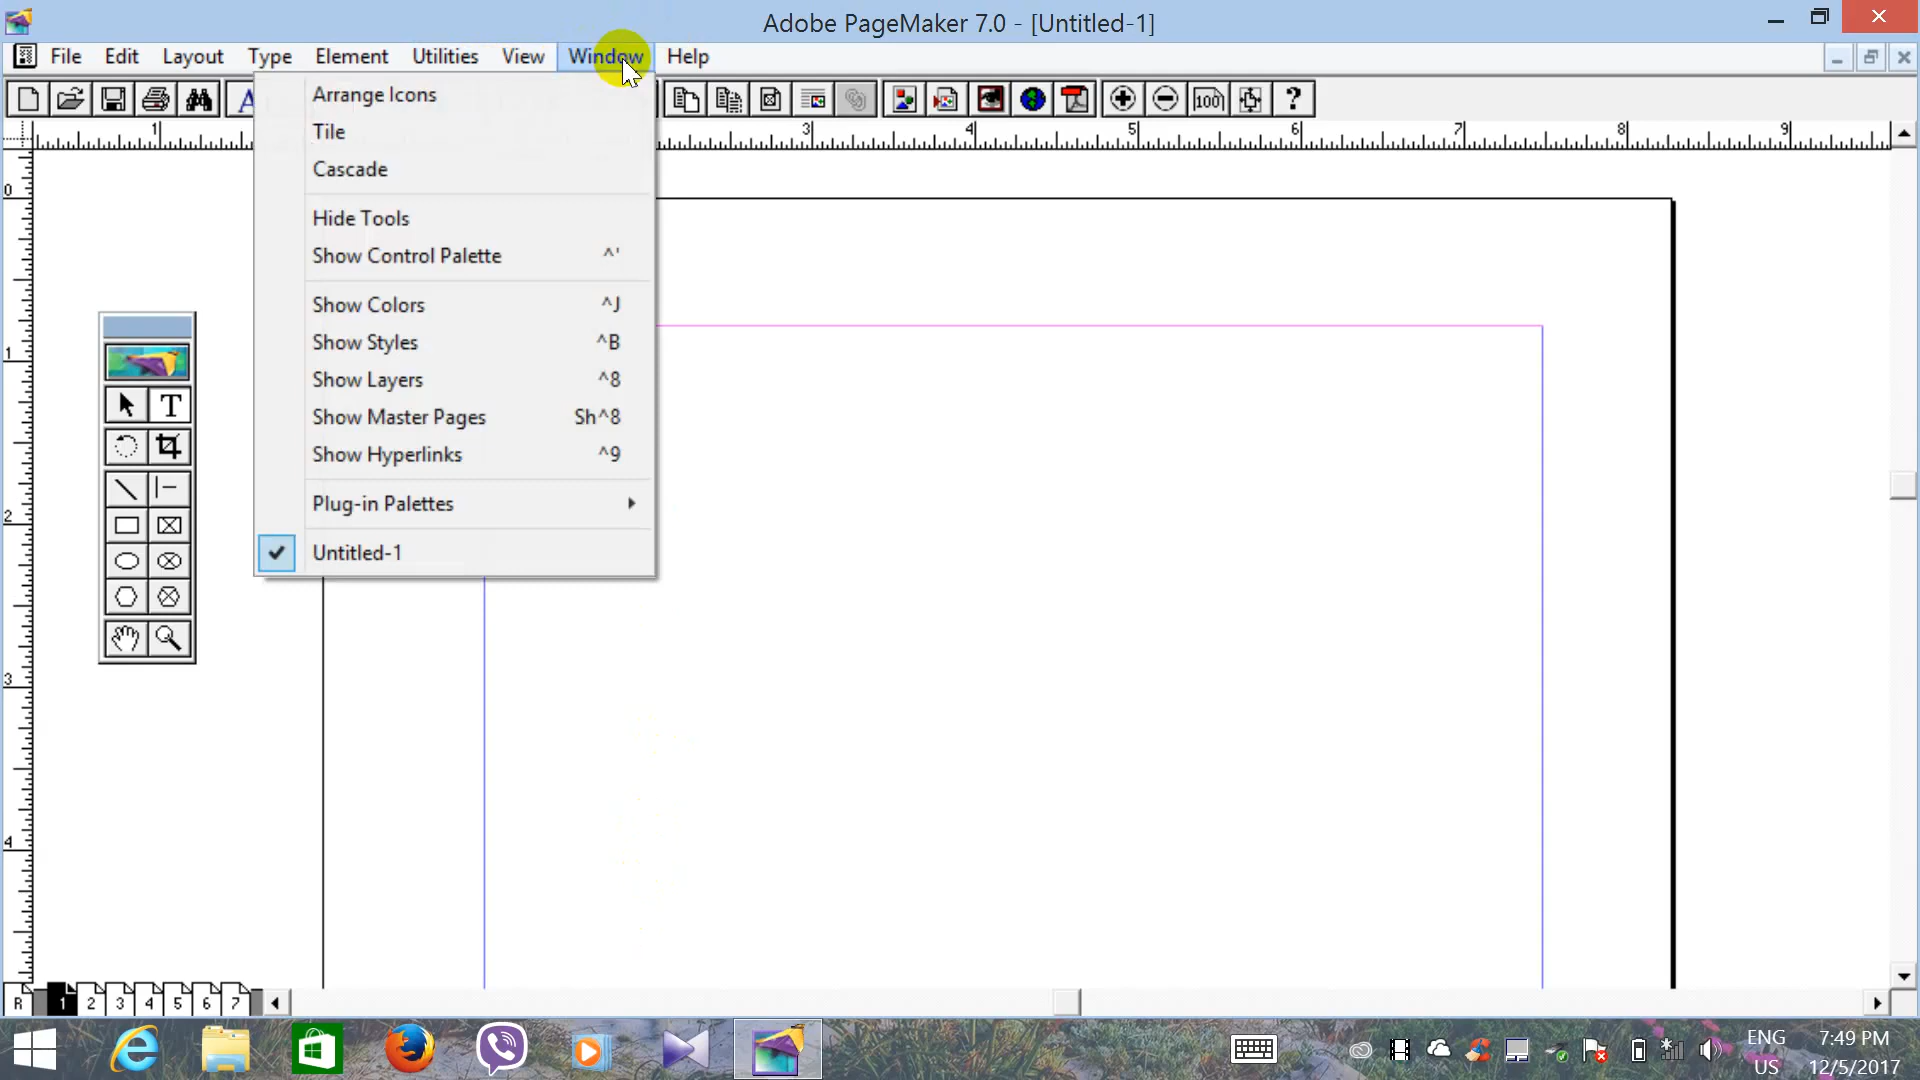 Adobe PageMaker 7.0 - [Untitled-1]
File Edit Layout Type Element Utilities View Window Help
A 100 ?
Arrange Icons
Tile
Cascade
Hide Tools
Show Control Palette ^'
Show Colors ^J
Show Styles ^B
Show Layers ^8
Show Master Pages Sh^8
Show Hyperlinks ^9
Plug-in Palettes
Untitled-1
1 3 4 5 6 7 8 9
0
1
2
3
4
T
R 1 2 3 4 5 6 7
ENG 7:49 PM
US 12/5/2017